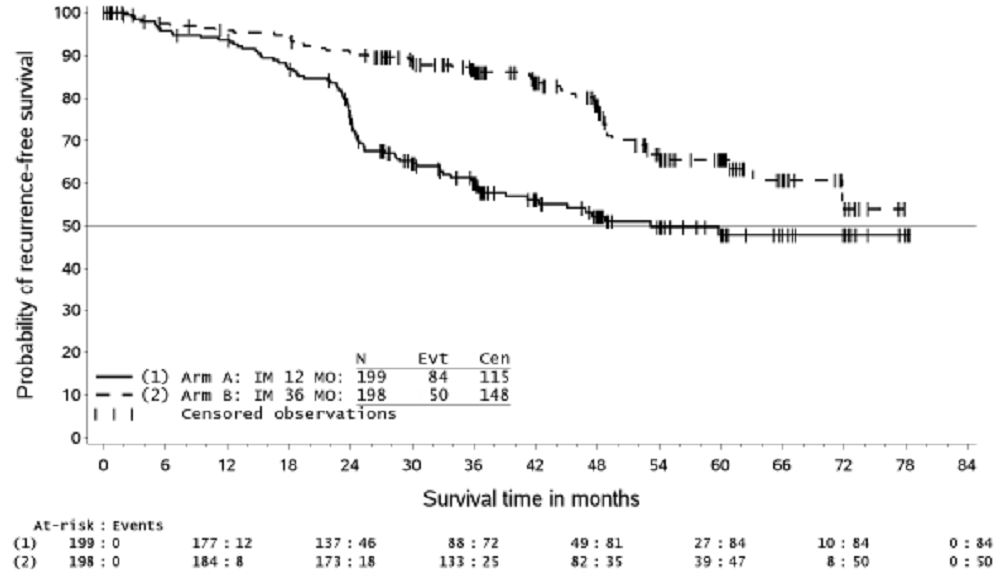 Probability of recurrence-free survival
100
90
80
70
60
50
40
30
20
10
0
N Evt Cen
(1) Arm A: IM 12 MO: 199 84 115
(2) Arm B: IM 36 MO: 198 50 148
Censored observations
0 6 12 18 24 30 36 42 48 54 60 66 72 78 84
Survival time in months
At-risk : Events
(1) 199 : 0 177 : 12 137 : 46 88 : 72 49 : 81 27 : 84 10 : 84 0 : 84
(2) 198 : 0 184 : 8 173 : 18 133 : 25 82 : 35 39 : 47 8 : 50 0 : 50